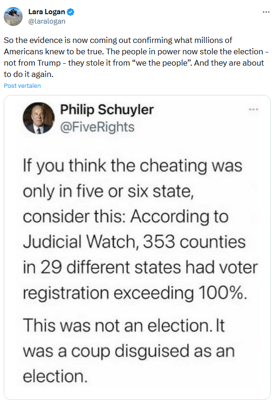 Lara Logan
@laralogan
So the evidence is now coming out confirming what millions of
Americans knew to be true. The people in power now stole the election -
not from Trump - they stole it from “we the people”. And they are about
to do it again.
Post vertalen
Philip Schuyler
@FiveRights
If you think the cheating was
only in five or six state,
consider this: According to
Judicial Watch, 353 counties
in 29 different states had voter
registration exceeding 100%.
This was not an election. It
was a coup disguised as an
election.